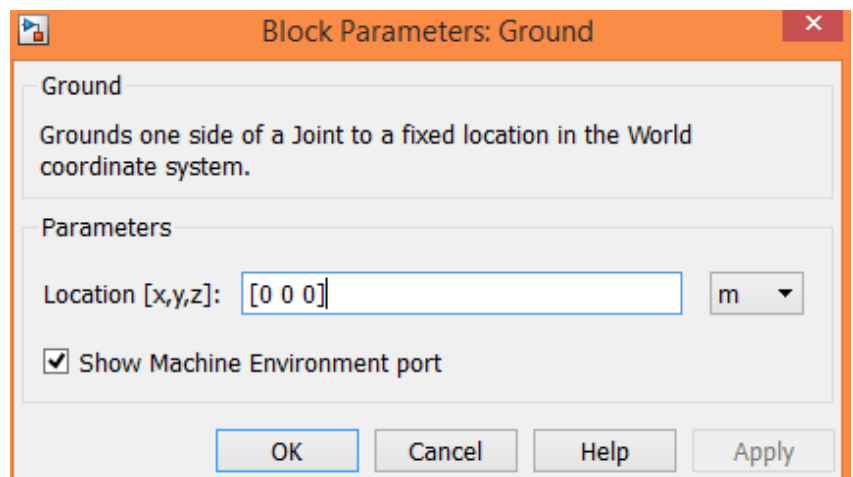 Block Parameters: Ground
Ground
Grounds one side of a Joint to a fixed location in the World
coordinate system.
Parameters
Location [x,y,z]: [0 0 0] m
Show Machine Environment port
OK Cancel Help Apply